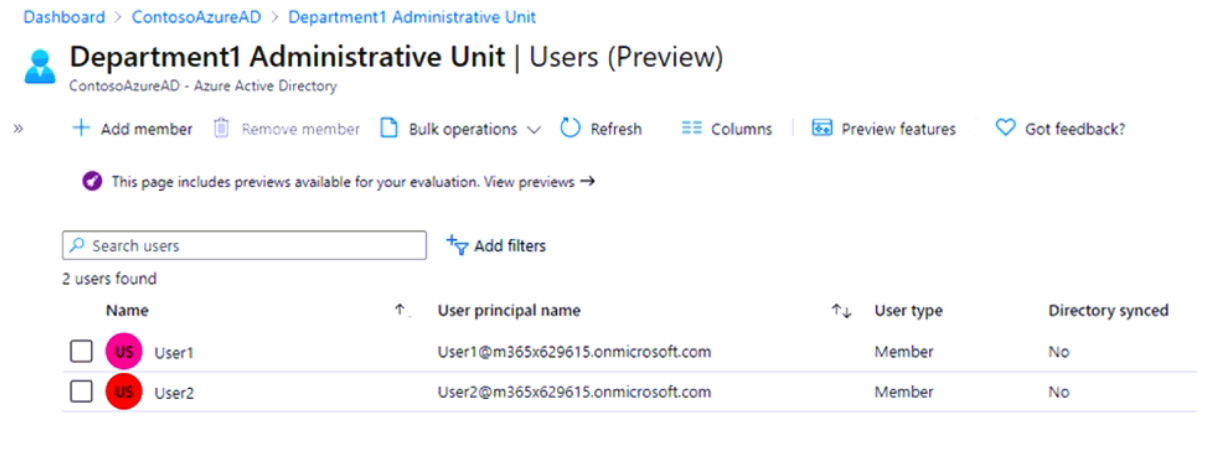 Dashboard > ContosoAzureAD > Department1 Administrative Unit
Department1 Administrative Unit | Users (Preview)
ContosoAzureAD - Azure Active Directory
» + Add member Remove member Bulk operations Refresh Columns Preview features Got feedback?
This page includes previews available for your evaluation. View previews →
Search users Add filters
2 users found
Name ↑ User principal name ↑↓ User type Directory synced
US User1 User1@m365x629615.onmicrosoft.com Member No
US User2 User2@m365x629615.onmicrosoft.com Member No